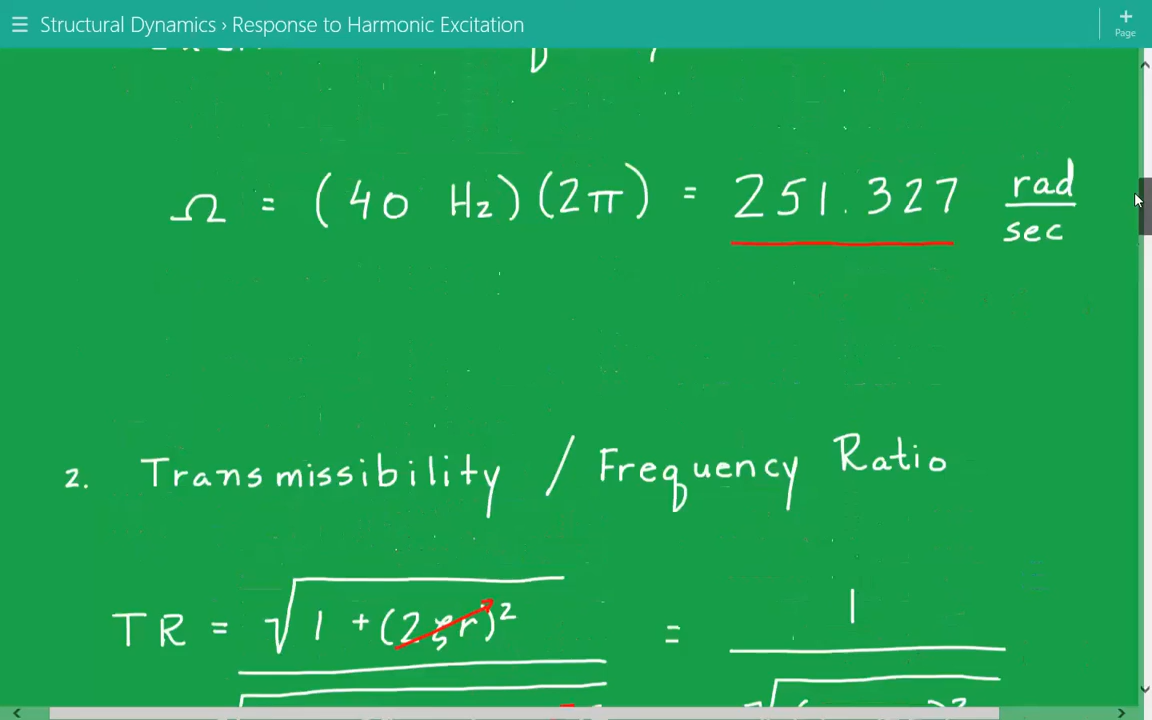 Structural Dynamics › Response to Harmonic Excitation
Page
Ω = (40 Hz)(2π) = 251.327 rad/sec
2. Transmissibility / Frequency Ratio
TR = √1 + (2ξr)² = 1